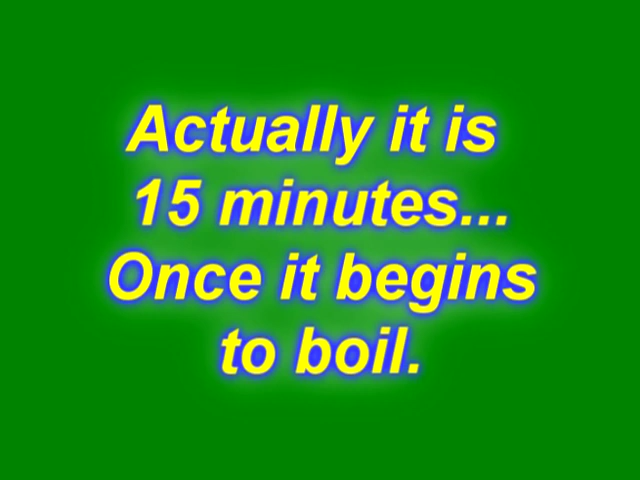 Actually it is
15 minutes...
Once it begins
to boil.